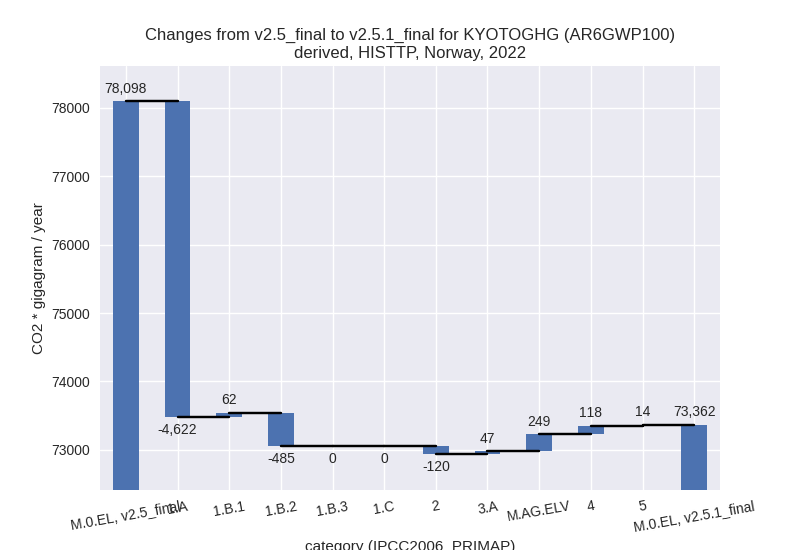 Changes from v2.5_final to v2.5.1_final for KYOTOGHG (AR6GWP100)
derived, HISTTP, Norway, 2022
CO2 * gigagram / year
78000
77000
76000
75000
74000
73000
78,098
-4,622
62
-485
0
0
-120
47
249
118
14
73,362
M.0.EL, v2.5_final
1.A
1.B.1
1.B.2
1.B.3
1.C
2
3.A
M.AG.ELV
4
5
M.0.EL, v2.5.1_final
category (IPCC2006_PRIMAP)